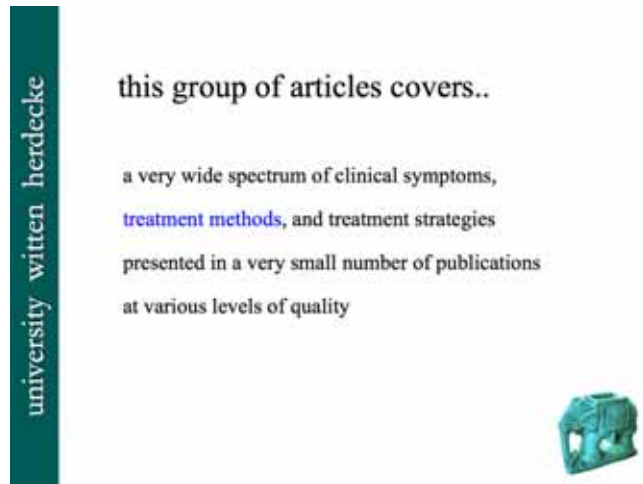 university witten herdecke
this group of articles covers..
a very wide spectrum of clinical symptoms,
treatment methods, and treatment strategies
presented in a very small number of publications
at various levels of quality